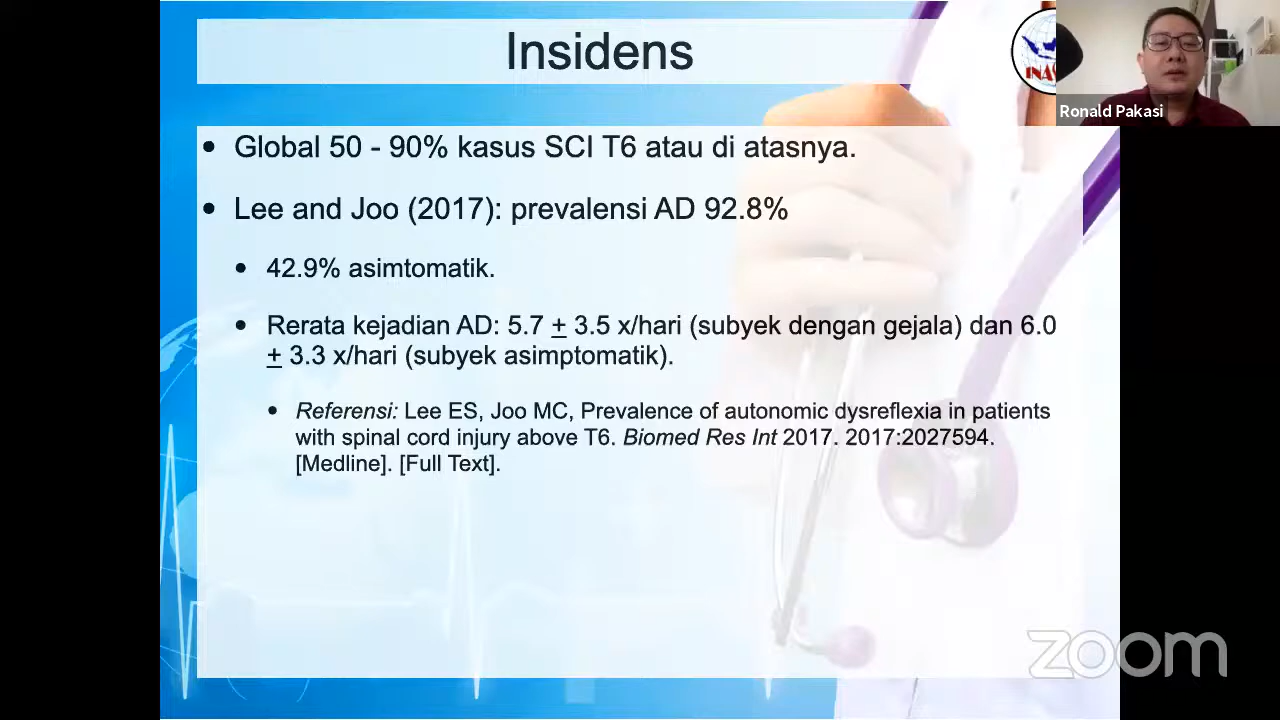 Insidens
Ronald Pakasi
• Global 50 - 90% kasus SCI T6 atau di atasnya.
• Lee and Joo (2017): prevalensi AD 92.8%
• 42.9% asimtomatik.
• Rerata kejadian AD: 5.7 ± 3.5 x/hari (subyek dengan gejala) dan 6.0
± 3.3 x/hari (subyek asimptomatik).
• Referensi: Lee ES, Joo MC, Prevalence of autonomic dysreflexia in patients
with spinal cord injury above T6. Biomed Res Int 2017. 2017:2027594.
[Medline]. [Full Text].
zoom